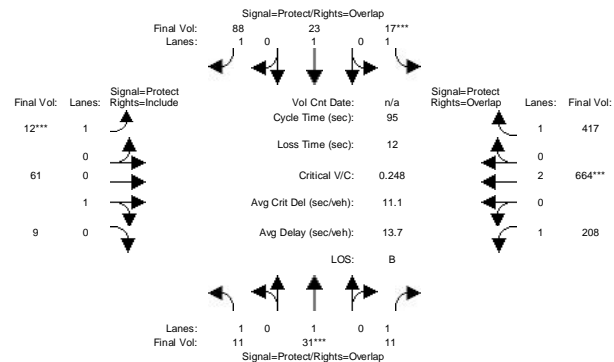 Signal=Protect/Rights=Overlap
Final Vol: 88 23 17***
Lanes: 1 0 1 0 1
Signal=Protect
Rights=Include
Signal=Protect
Rights=Overlap
Final Vol: Lanes: Vol Cnt Date: n/a Lanes: Final Vol:
Cycle Time (sec): 95
12*** 1 1 417
Loss Time (sec): 12
0 0
61 0 Critical V/C: 0.248 2 664***
1 Avg Crit Del (sec/veh): 11.1 0
9 0 Avg Delay (sec/veh): 13.7 1 208
LOS: B
Lanes: 1 0 1 0 1
Final Vol: 11 31*** 11
Signal=Protect/Rights=Overlap